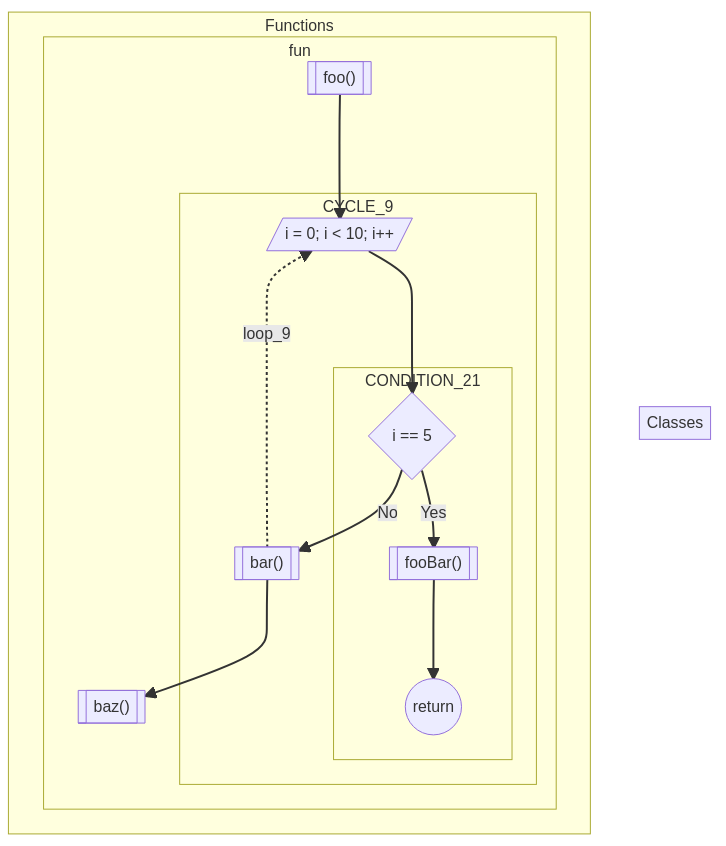 Functions
fun
foo()
CYCLE_9
i = 0; i < 10; i++
loop_9
CONDITION_21
i == 5
Classes
No
Yes
bar()
fooBar()
baz()
return